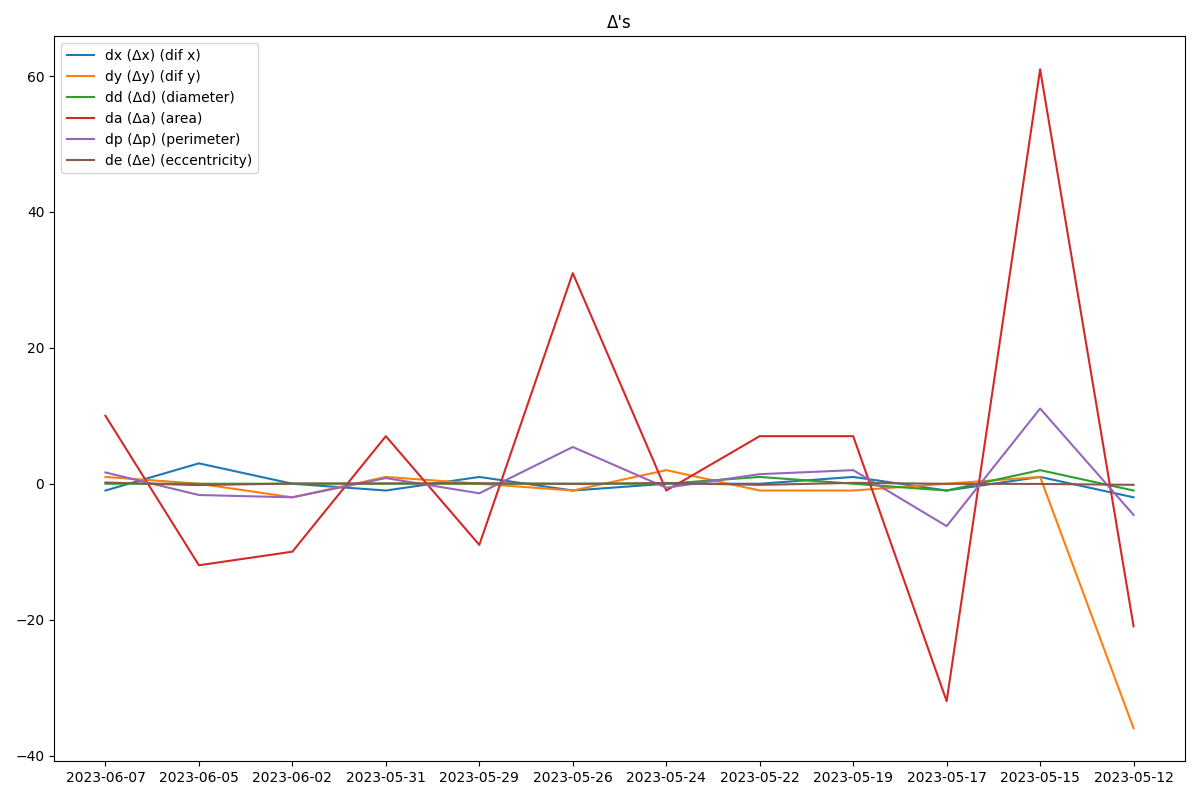 Δ's
dx (Δx) (dif x)
dy (Δy) (dif y)
dd (Δd) (diameter)
da (Δa) (area)
dp (Δp) (perimeter)
de (Δe) (eccentricity)
60
40
20
0
−20
−40
2023-06-07 2023-06-05 2023-06-02 2023-05-31 2023-05-29 2023-05-26 2023-05-24 2023-05-22 2023-05-19 2023-05-17 2023-05-15 2023-05-12